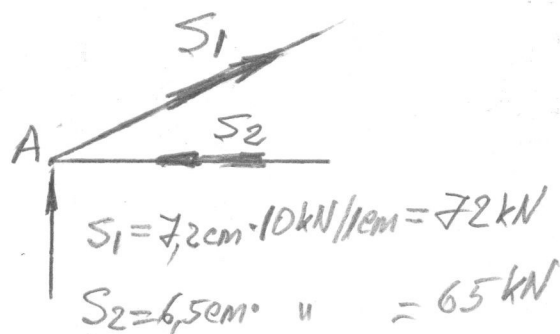 S1
S2
A
S1=7,2cm·10kN/1cm=72kN
S2=6,5cm· " =65kN